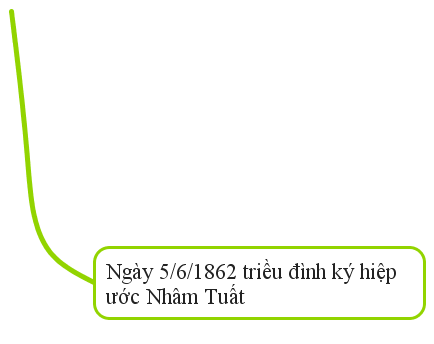 Ngày 5/6/1862 triều đình ký hiệp
ước Nhâm Tuất